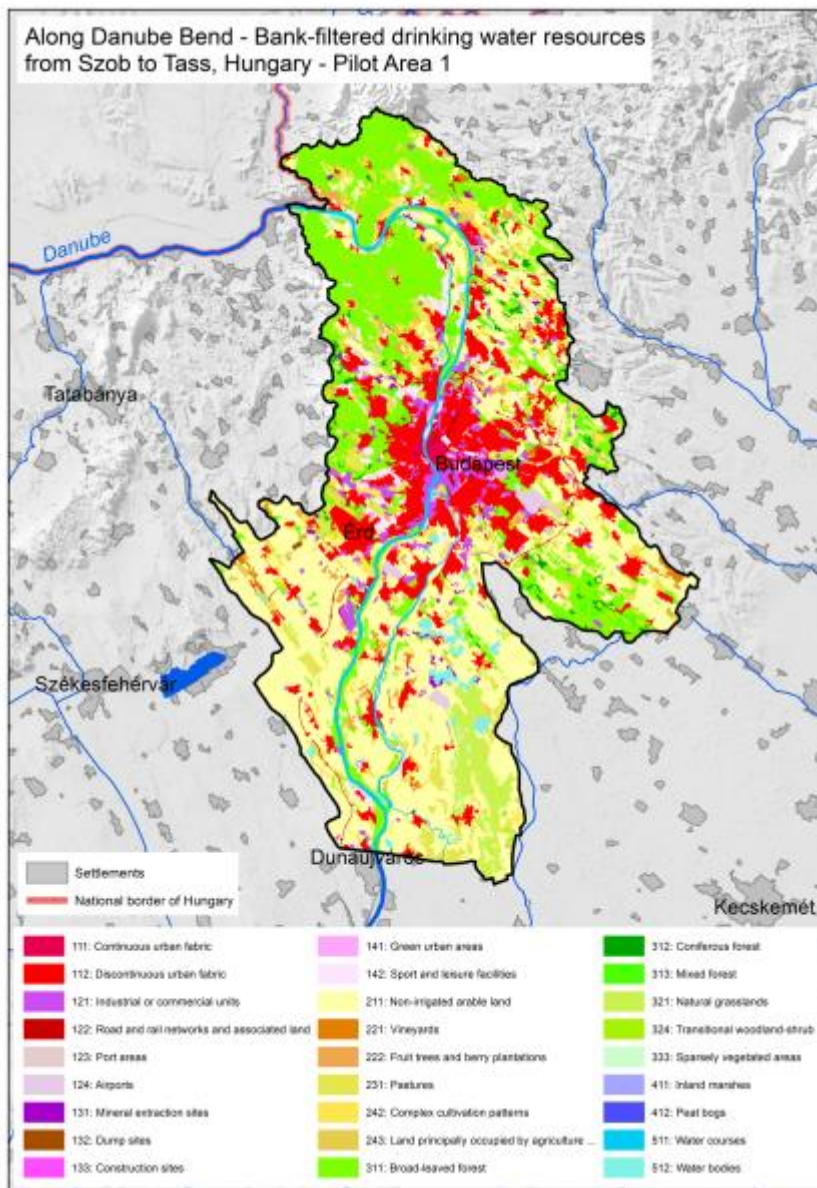 Along Danube Bend - Bank-filtered drinking water resources
from Szob to Tass, Hungary - Pilot Area 1
Danube
Tatabánya
Budapest
Érd
Székesfehérvár
Dunaújváros
Kecskemét
Settlements
National border of Hungary
111: Continuous urban fabric
112: Discontinuous urban fabric
121: Industrial or commercial units
122: Road and rail networks and associated land
123: Port areas
124: Airports
131: Mineral extraction sites
132: Dump sites
133: Construction sites
141: Green urban areas
142: Sport and leisure facilities
211: Non-irrigated arable land
221: Vineyards
222: Fruit trees and berry plantations
231: Pastures
242: Complex cultivation patterns
243: Land principally occupied by agriculture ...
311: Broad-leaved forest
312: Coniferous forest
313: Mixed forest
321: Natural grasslands
324: Transitional woodland-shrub
333: Sparsely vegetated areas
411: Inland marshes
412: Peat bogs
511: Water courses
512: Water bodies